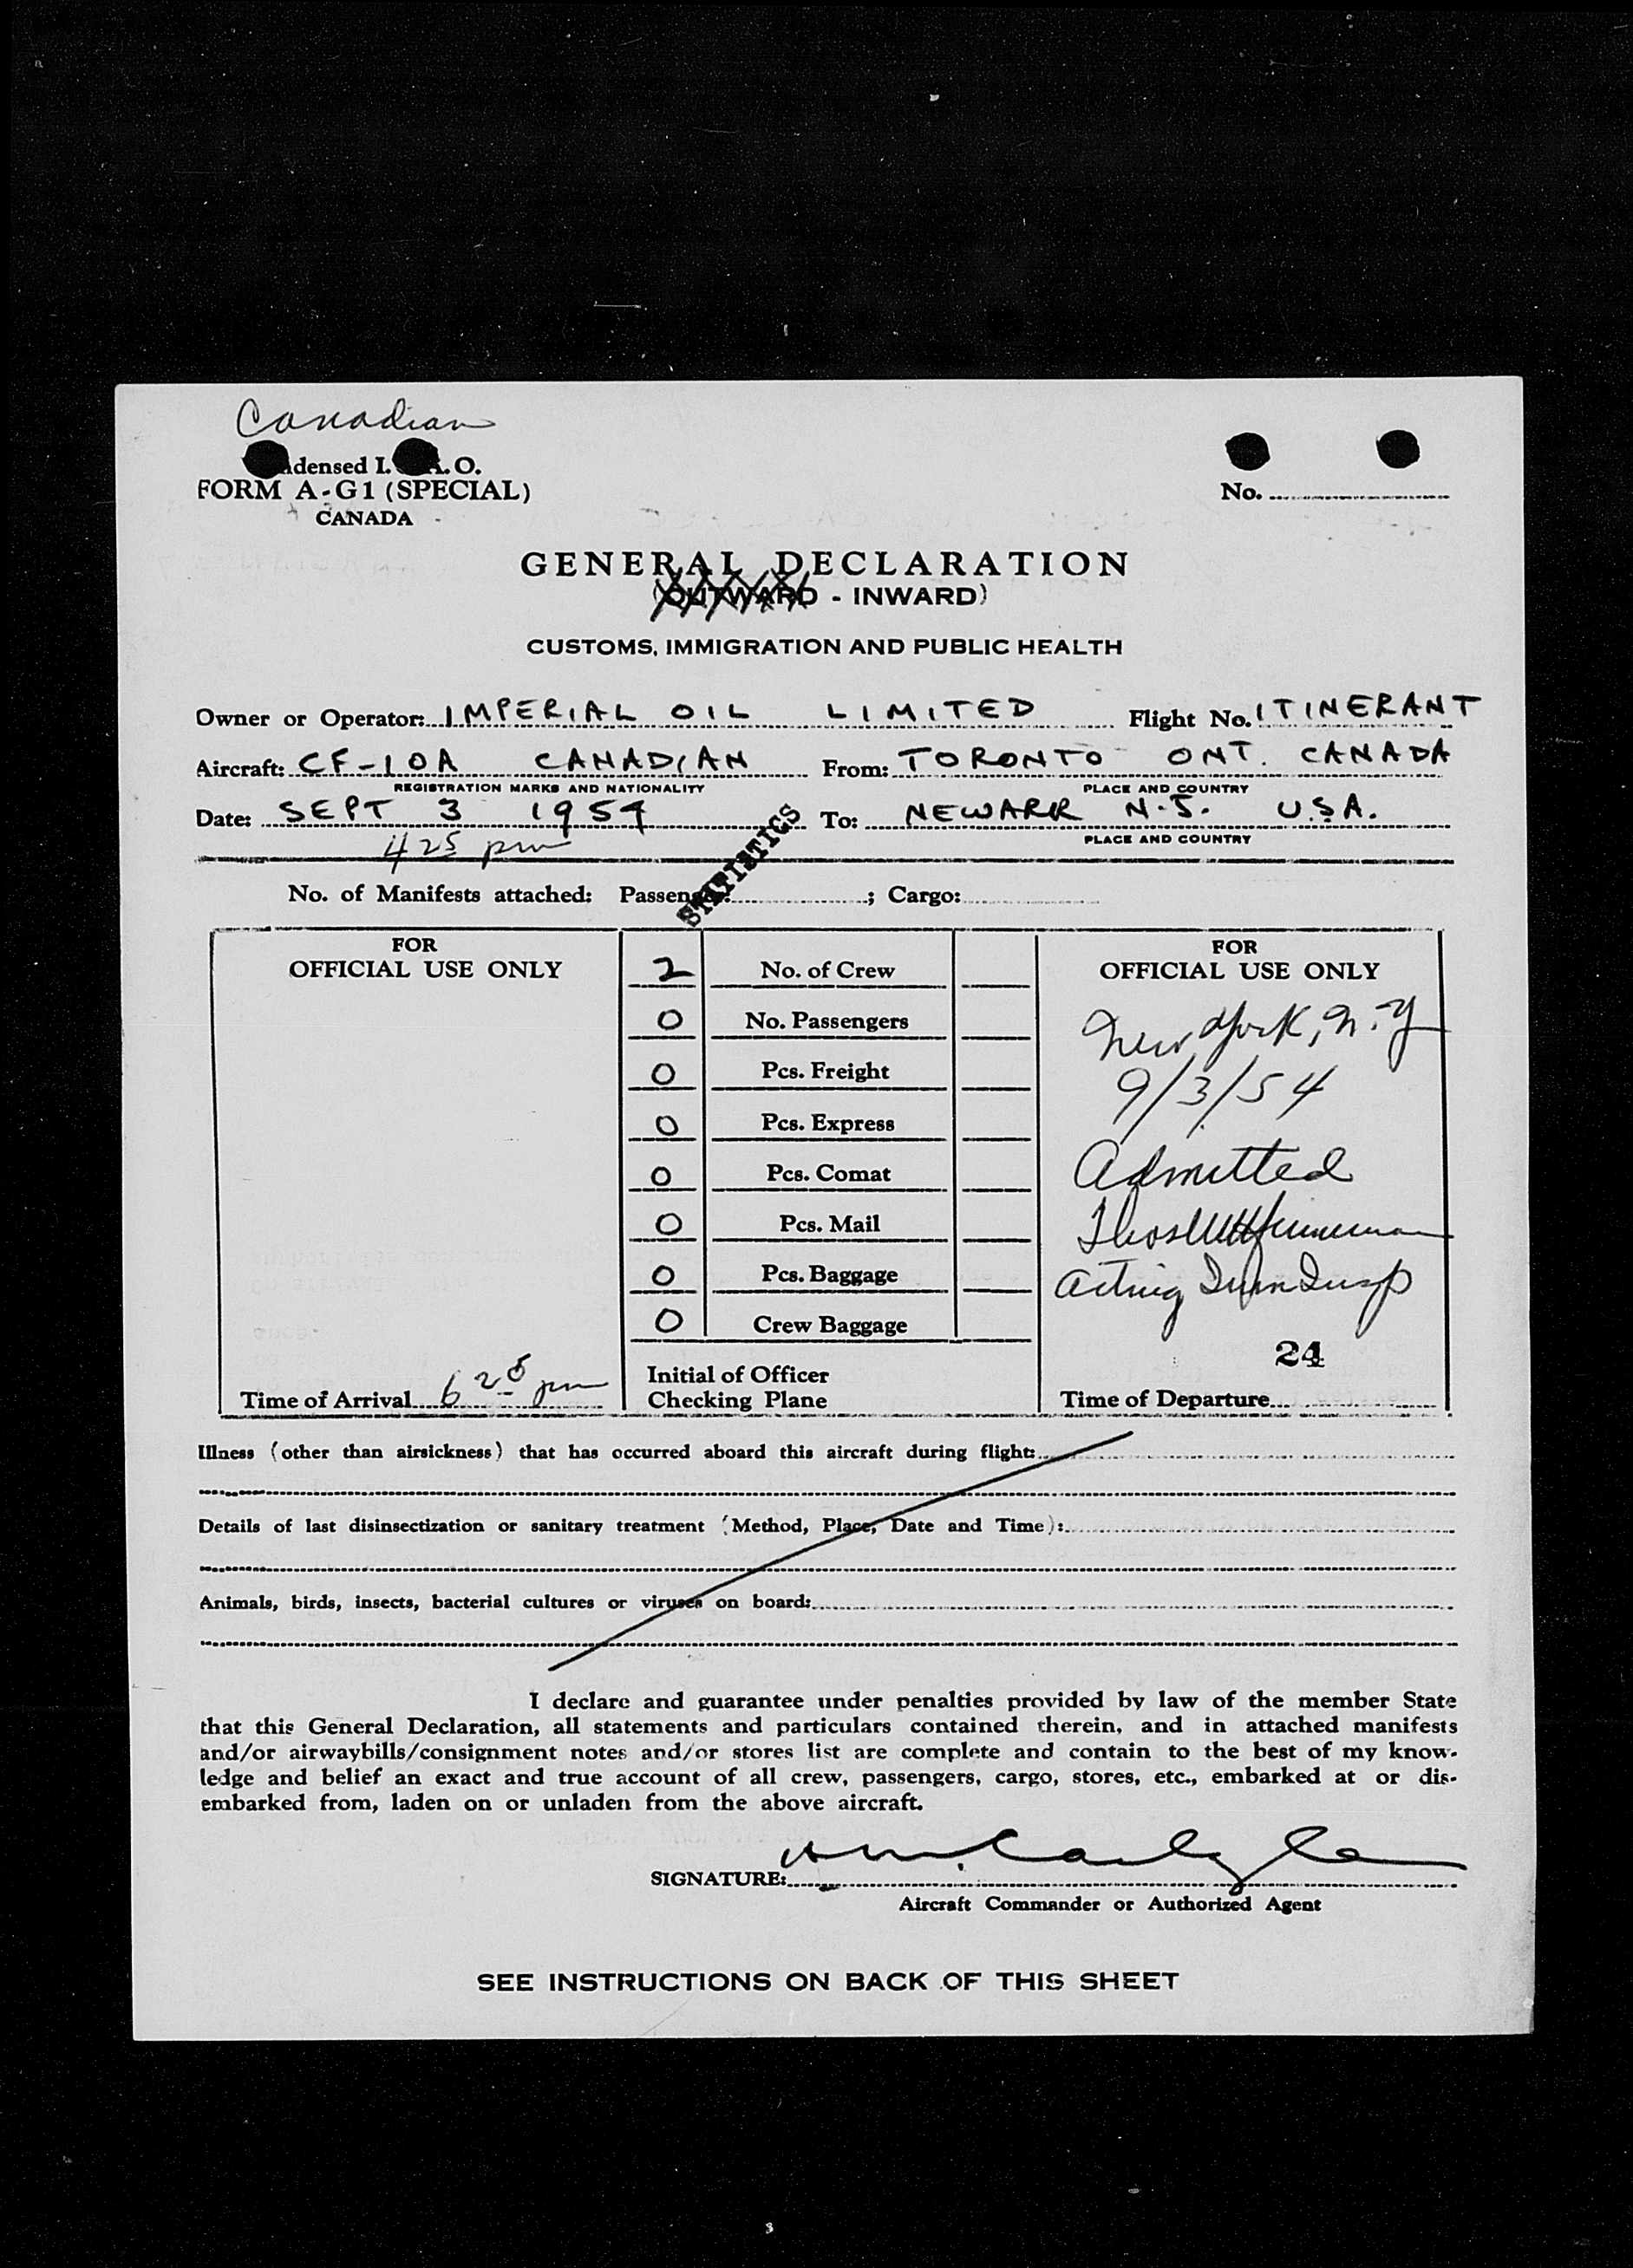 Canadian
densed I. A.O.
FORM A-G1 (SPECIAL)
CANADA
No.
GENERAL DECLARATION
(OUTWARD - INWARD)
CUSTOMS, IMMIGRATION AND PUBLIC HEALTH
Owner or Operator: IMPERIAL OIL LIMITED Flight No. ITINERANT
Aircraft: CF-IOA CANADIAN From: TORONTO ONT. CANADA
REGISTRATION MARKS AND NATIONALITY PLACE AND COUNTRY
Date: SEPT 3 1954 To: NEWARK N.J. U.S.A.
PLACE AND COUNTRY
425 pm
STATISTICS
No. of Manifests attached: Passenger: ; Cargo:
FOR
OFFICIAL USE ONLY
Time of Arrival 6 25 pm
2 No. of Crew
0 No. Passengers
0 Pcs. Freight
0 Pcs. Express
0 Pcs. Comat
0 Pcs. Mail
0 Pcs. Baggage
0 Crew Baggage
Initial of Officer
Checking Plane
FOR
OFFICIAL USE ONLY
New York, N.Y
9/3/54
Admitted
Thos
Acting Imm Insp
24
Time of Departure
Illness (other than airsickness) that has occurred aboard this aircraft during flight:
Details of last disinsectization or sanitary treatment (Method, Place, Date and Time):
Animals, birds, insects, bacterial cultures or viruses on board:
I declare and guarantee under penalties provided by law of the member State
that this General Declaration, all statements and particulars contained therein, and in attached manifests
and/or airwaybills/consignment notes and/or stores list are complete and contain to the best of my know-
ledge and belief an exact and true account of all crew, passengers, cargo, stores, etc., embarked at or dis-
embarked from, laden on or unladen from the above aircraft.
SIGNATURE: Carlyle
Aircraft Commander or Authorized Agent
SEE INSTRUCTIONS ON BACK OF THIS SHEET
3